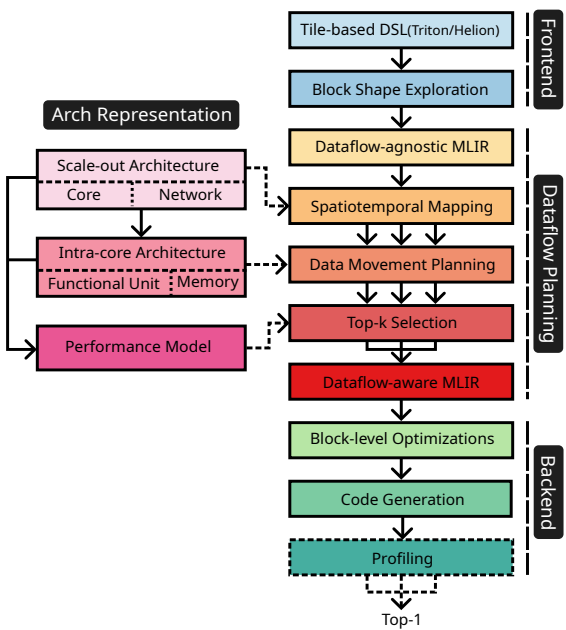 Tile-based DSL(Triton/Helion)
Block Shape Exploration
Frontend
Arch Representation
Scale-out Architecture
Core
Network
Intra-core Architecture
Functional Unit
Memory
Performance Model
Dataflow-agnostic MLIR
Spatiotemporal Mapping
Data Movement Planning
Top-k Selection
Dataflow-aware MLIR
Dataflow Planning
Block-level Optimizations
Code Generation
Profiling
Backend
Top-1